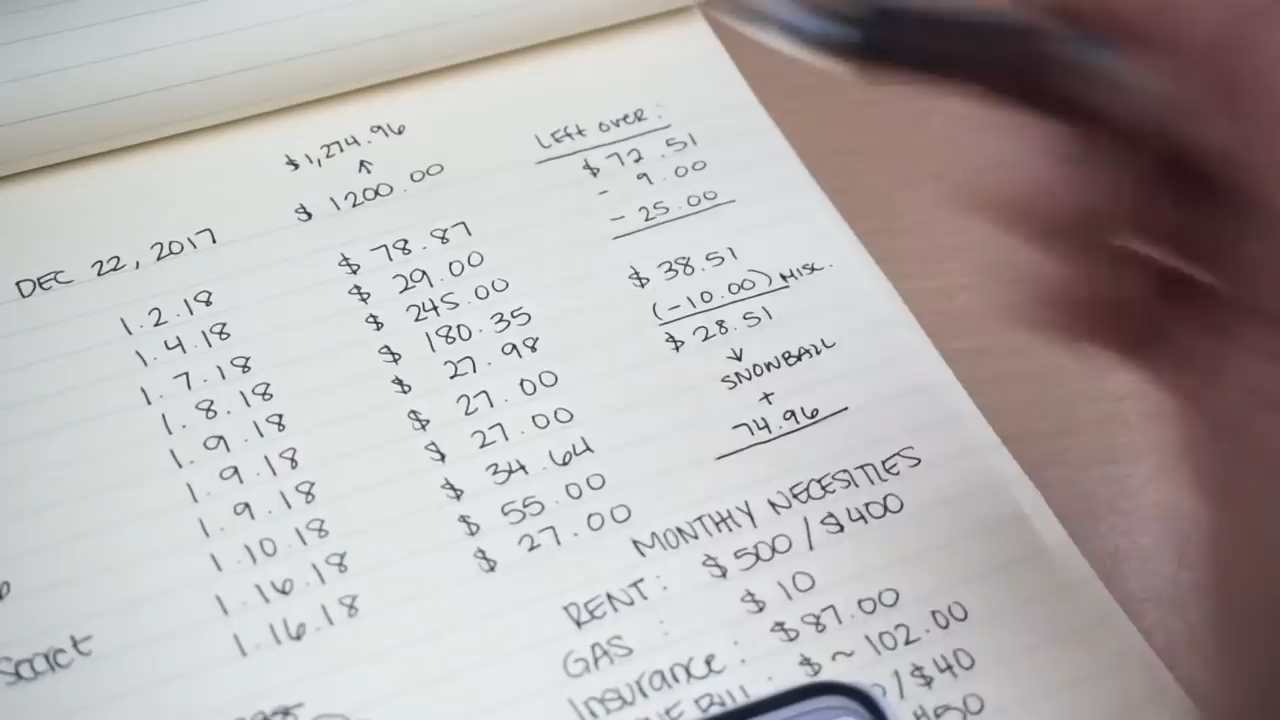 $1,274.96
↑
DEC 22, 2017 $ 1200.00
1.2.18 $ 78.87
1.4.18 $ 29.00
1.7.18 $ 245.00
1.8.18 $ 180.35
1.9.18 $ 27.98
1.9.18 $ 27.00
1.9.18 $ 27.00
1.10.18 $ 34.64
1.16.18 $ 55.00
1.16.18 $ 27.00
Left over:
$ 72.51
- 9.00
- 25.00
$ 38.51
(-10.00) MISC.
$ 28.51
↓
SNOWBALL
+
74.96
MONTHLY NECESITIES
RENT: $ 500 / $400
GAS : $ 10
Insurance: $87.00
BILL $ ~ 102.00
/ $40